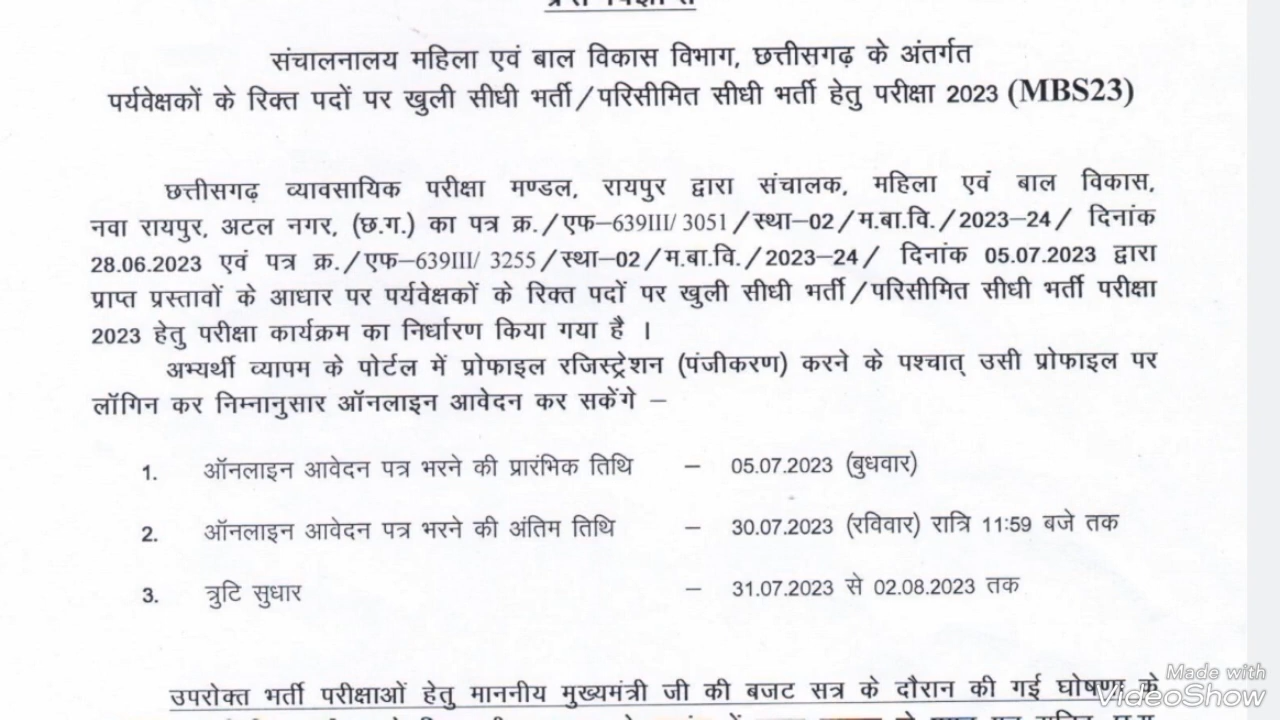 संचालनालय महिला एवं बाल विकास विभाग, छत्तीसगढ़ के अंतर्गत
पर्यवेक्षकों के रिक्त पदों पर खुली सीधी भर्ती/परिसीमित सीधी भर्ती हेतु परीक्षा 2023 (MBS23)
छत्तीसगढ़ व्यावसायिक परीक्षा मण्डल, रायपुर द्वारा संचालक, महिला एवं बाल विकास,
नवा रायपुर, अटल नगर, (छ.ग.) का पत्र क्र./एफ–639III/ 3051/स्था–02/म.बा.वि./2023–24/ दिनांक
28.06.2023 एवं पत्र क्र./एफ–639III/ 3255/स्था–02/म.बा.वि./2023–24/ दिनांक 05.07.2023 द्वारा
प्राप्त प्रस्तावों के आधार पर पर्यवेक्षकों के रिक्त पदों पर खुली सीधी भर्ती/परिसीमित सीधी भर्ती परीक्षा
2023 हेतु परीक्षा कार्यक्रम का निर्धारण किया गया है ।
अभ्यर्थी व्यापम के पोर्टल में प्रोफाइल रजिस्ट्रेशन (पंजीकरण) करने के पश्चात् उसी प्रोफाइल पर
लॉगिन कर निम्नानुसार ऑनलाइन आवेदन कर सकेंगे –
1. ऑनलाइन आवेदन पत्र भरने की प्रारंभिक तिथि – 05.07.2023 (बुधवार)
2. ऑनलाइन आवेदन पत्र भरने की अंतिम तिथि – 30.07.2023 (रविवार) रात्रि 11:59 बजे तक
3. त्रुटि सुधार – 31.07.2023 से 02.08.2023 तक
उपरोक्त भर्ती परीक्षाओं हेतु माननीय मुख्यमंत्री जी की बजट सत्र के दौरान की गई घोषणा के
Made with
VideoShow